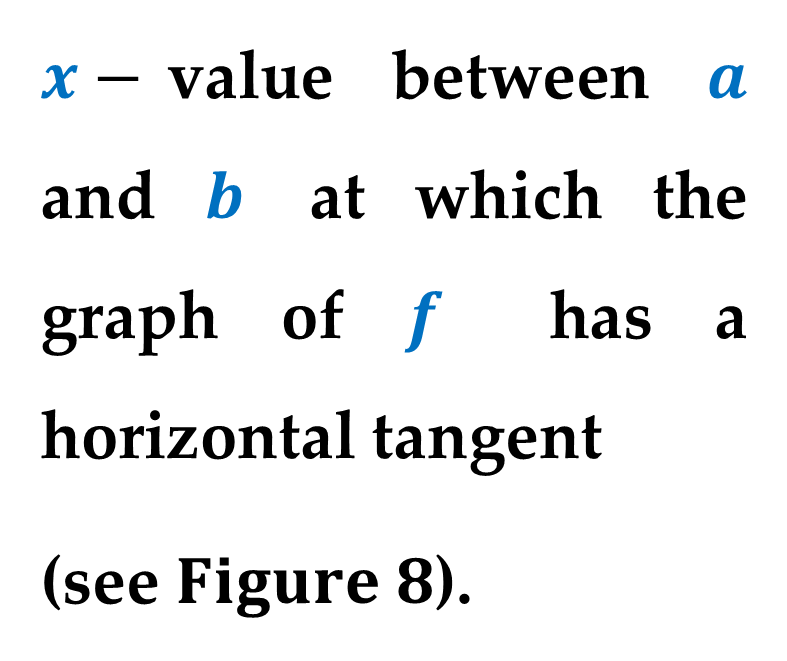 x – value between a
and b at which the
graph of f has a
horizontal tangent
(see Figure 8).